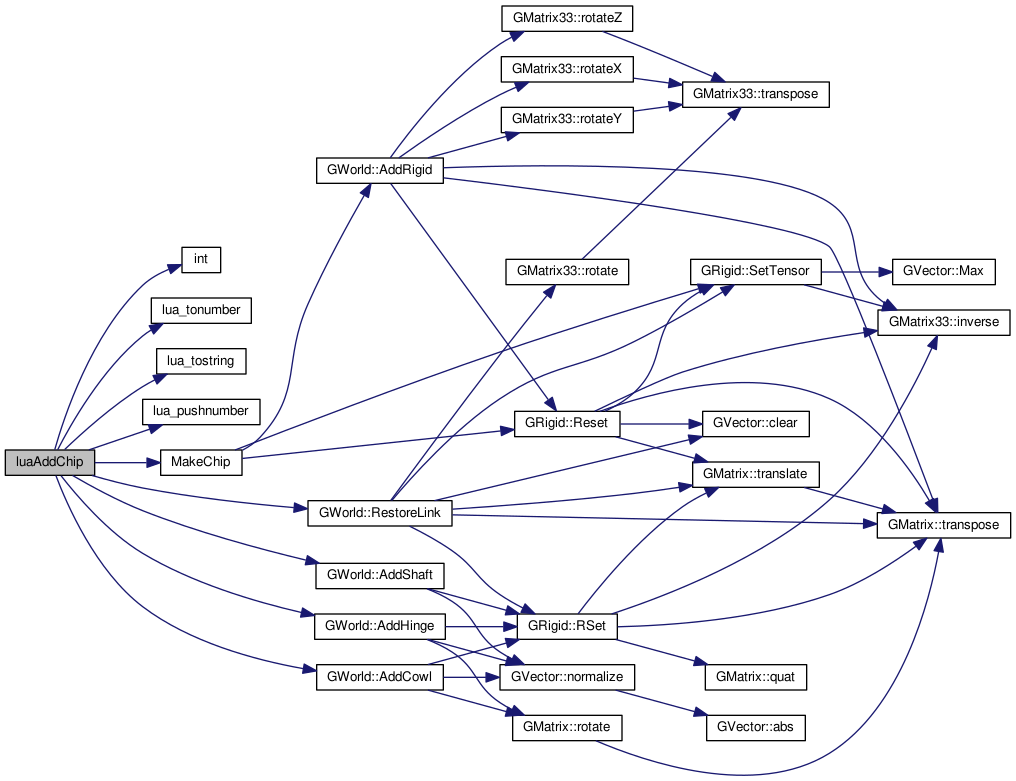 GMatrix33::rotateZ
GMatrix33::rotateX
GMatrix33::transpose
GMatrix33::rotateY
GWorld::AddRigid
int
GMatrix33::rotate
GRigid::SetTensor
GVector::Max
lua_tonumber
GMatrix33::inverse
lua_tostring
lua_pushnumber
GRigid::Reset
GVector::clear
luaAddChip
MakeChip
GMatrix::translate
GWorld::RestoreLink
GMatrix::transpose
GWorld::AddShaft
GWorld::AddHinge
GRigid::RSet
GWorld::AddCowl
GVector::normalize
GMatrix::quat
GMatrix::rotate
GVector::abs